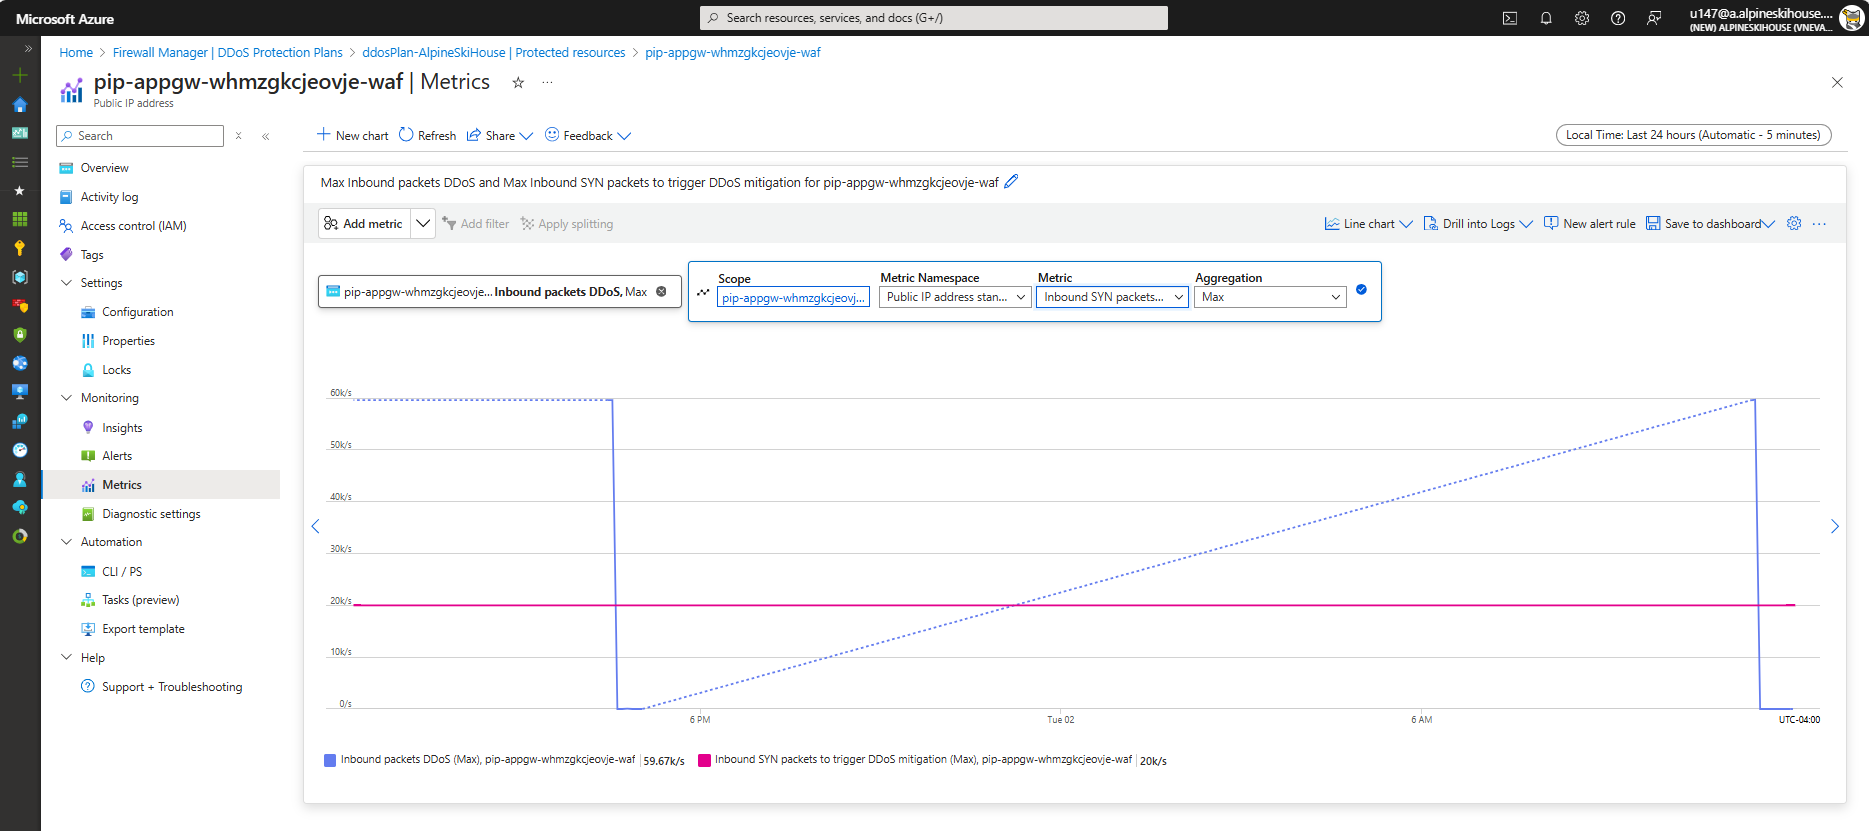 Microsoft Azure
Search resources, services, and docs (G+/)
u147@a.alpineskihouse....
(NEW) ALPINESKIHOUSE (VNEVA...
Home > Firewall Manager | DDoS Protection Plans > ddosPlan-AlpineSkiHouse | Protected resources > pip-appgw-whmzgkcjeovje-waf
pip-appgw-whmzgkcjeovje-waf | Metrics
Public IP address
Search
New chart
Refresh
Share
Feedback
Local Time: Last 24 hours (Automatic - 5 minutes)
Overview
Activity log
Access control (IAM)
Tags
Settings
Configuration
Properties
Locks
Monitoring
Insights
Alerts
Metrics
Diagnostic settings
Automation
CLI / PS
Tasks (preview)
Export template
Help
Support + Troubleshooting
Max Inbound packets DDoS and Max Inbound SYN packets to trigger DDoS mitigation for pip-appgw-whmzgkcjeovje-waf
Add metric
Add filter
Apply splitting
Line chart
Drill into Logs
New alert rule
Save to dashboard
pip-appgw-whmzgkcjeovje... Inbound packets DDoS, Max
Scope
pip-appgw-whmzgkcjeovj...
Metric Namespace
Public IP address stan...
Metric
Inbound SYN packets...
Aggregation
Max
60k/s
50k/s
40k/s
30k/s
20k/s
10k/s
0/s
6 PM
Tue 02
6 AM
UTC-04:00
Inbound packets DDoS (Max), pip-appgw-whmzgkcjeovje-waf | 59.67k/s
Inbound SYN packets to trigger DDoS mitigation (Max), pip-appgw-whmzgkcjeovje-waf | 20k/s